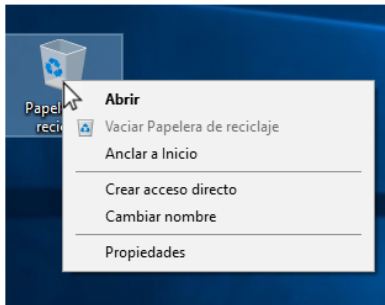 Abrir
Vaciar Papelera de reciclaje
Anclar a Inicio
Crear acceso directo
Cambiar nombre
Propiedades